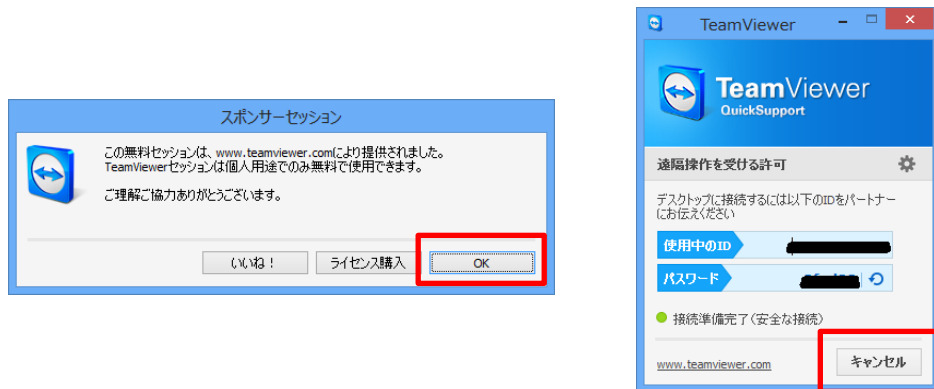 スポンサーセッション
この無料セッションは、www.teamviewer.comにより提供されました。
TeamViewerセッションは個人用途でのみ無料で使用できます。
ご理解ご協力ありがとうございます。
いいね！
ライセンス購入
OK
TeamViewer
TeamViewer
QuickSupport
遠隔操作を受ける許可
デスクトップに接続するには以下のIDをパートナー
にお伝えください
使用中のID
パスワード
接続準備完了(安全な接続)
www.teamviewer.com
キャンセル